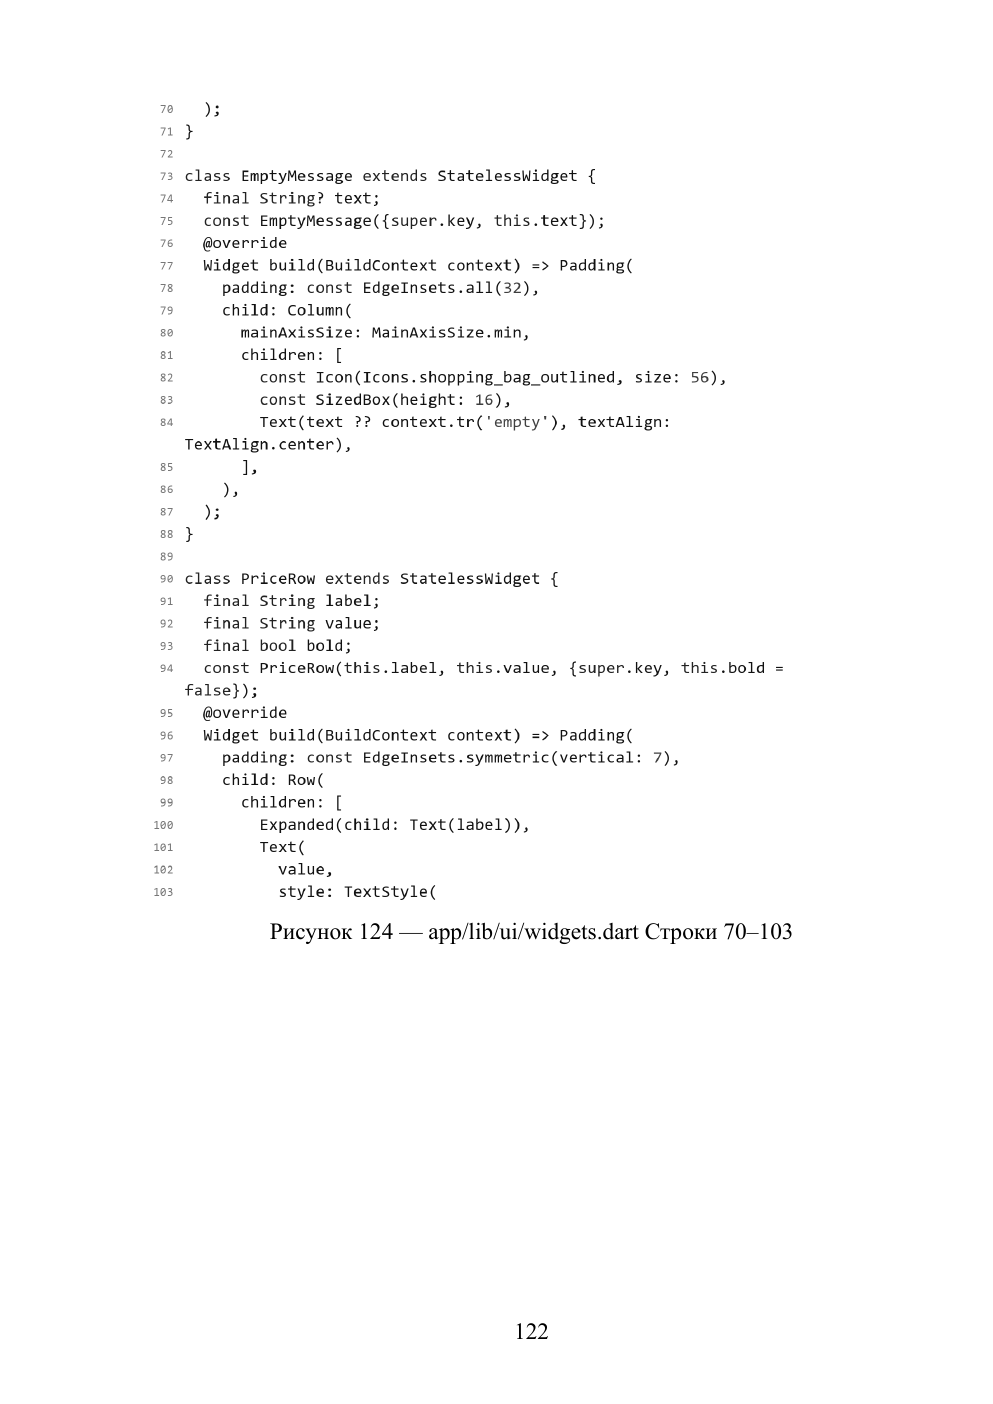 70   );
71 }
72
73 class EmptyMessage extends StatelessWidget {
74   final String? text;
75   const EmptyMessage({super.key, this.text});
76   @override
77   Widget build(BuildContext context) => Padding(
78     padding: const EdgeInsets.all(32),
79     child: Column(
80       mainAxisSize: MainAxisSize.min,
81       children: [
82         const Icon(Icons.shopping_bag_outlined, size: 56),
83         const SizedBox(height: 16),
84         Text(text ?? context.tr('empty'), textAlign:
TextAlign.center),
85       ],
86     ),
87   );
88 }
89
90 class PriceRow extends StatelessWidget {
91   final String label;
92   final String value;
93   final bool bold;
94   const PriceRow(this.label, this.value, {super.key, this.bold =
false});
95   @override
96   Widget build(BuildContext context) => Padding(
97     padding: const EdgeInsets.symmetric(vertical: 7),
98     child: Row(
99       children: [
100         Expanded(child: Text(label)),
101         Text(
102           value,
103           style: TextStyle(
Рисунок 124 — app/lib/ui/widgets.dart Строки 70–103
122